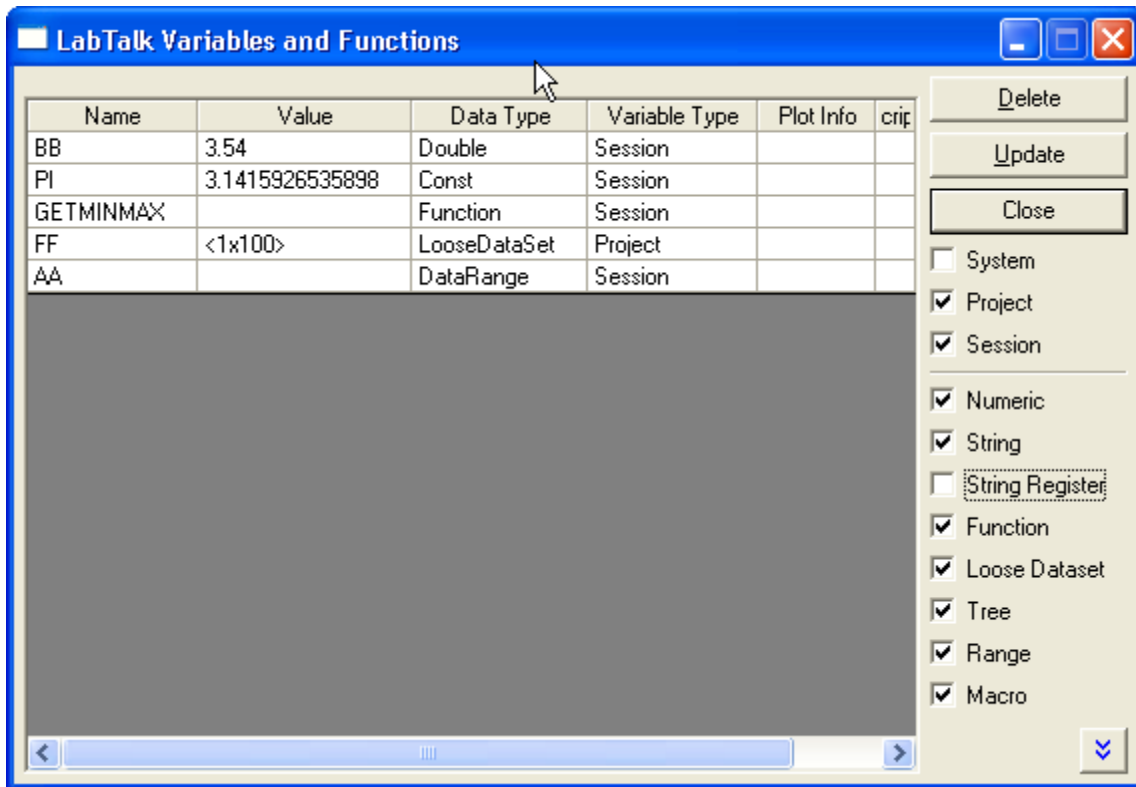 LabTalk Variables and Functions
Name Value Data Type Variable Type Plot Info crip
BB 3.54 Double Session
PI 3.1415926535898 Const Session
GETMINMAX Function Session
FF <1x100> LooseDataSet Project
AA DataRange Session
Delete
Update
Close
System
Project
Session
Numeric
String
String Register
Function
Loose Dataset
Tree
Range
Macro